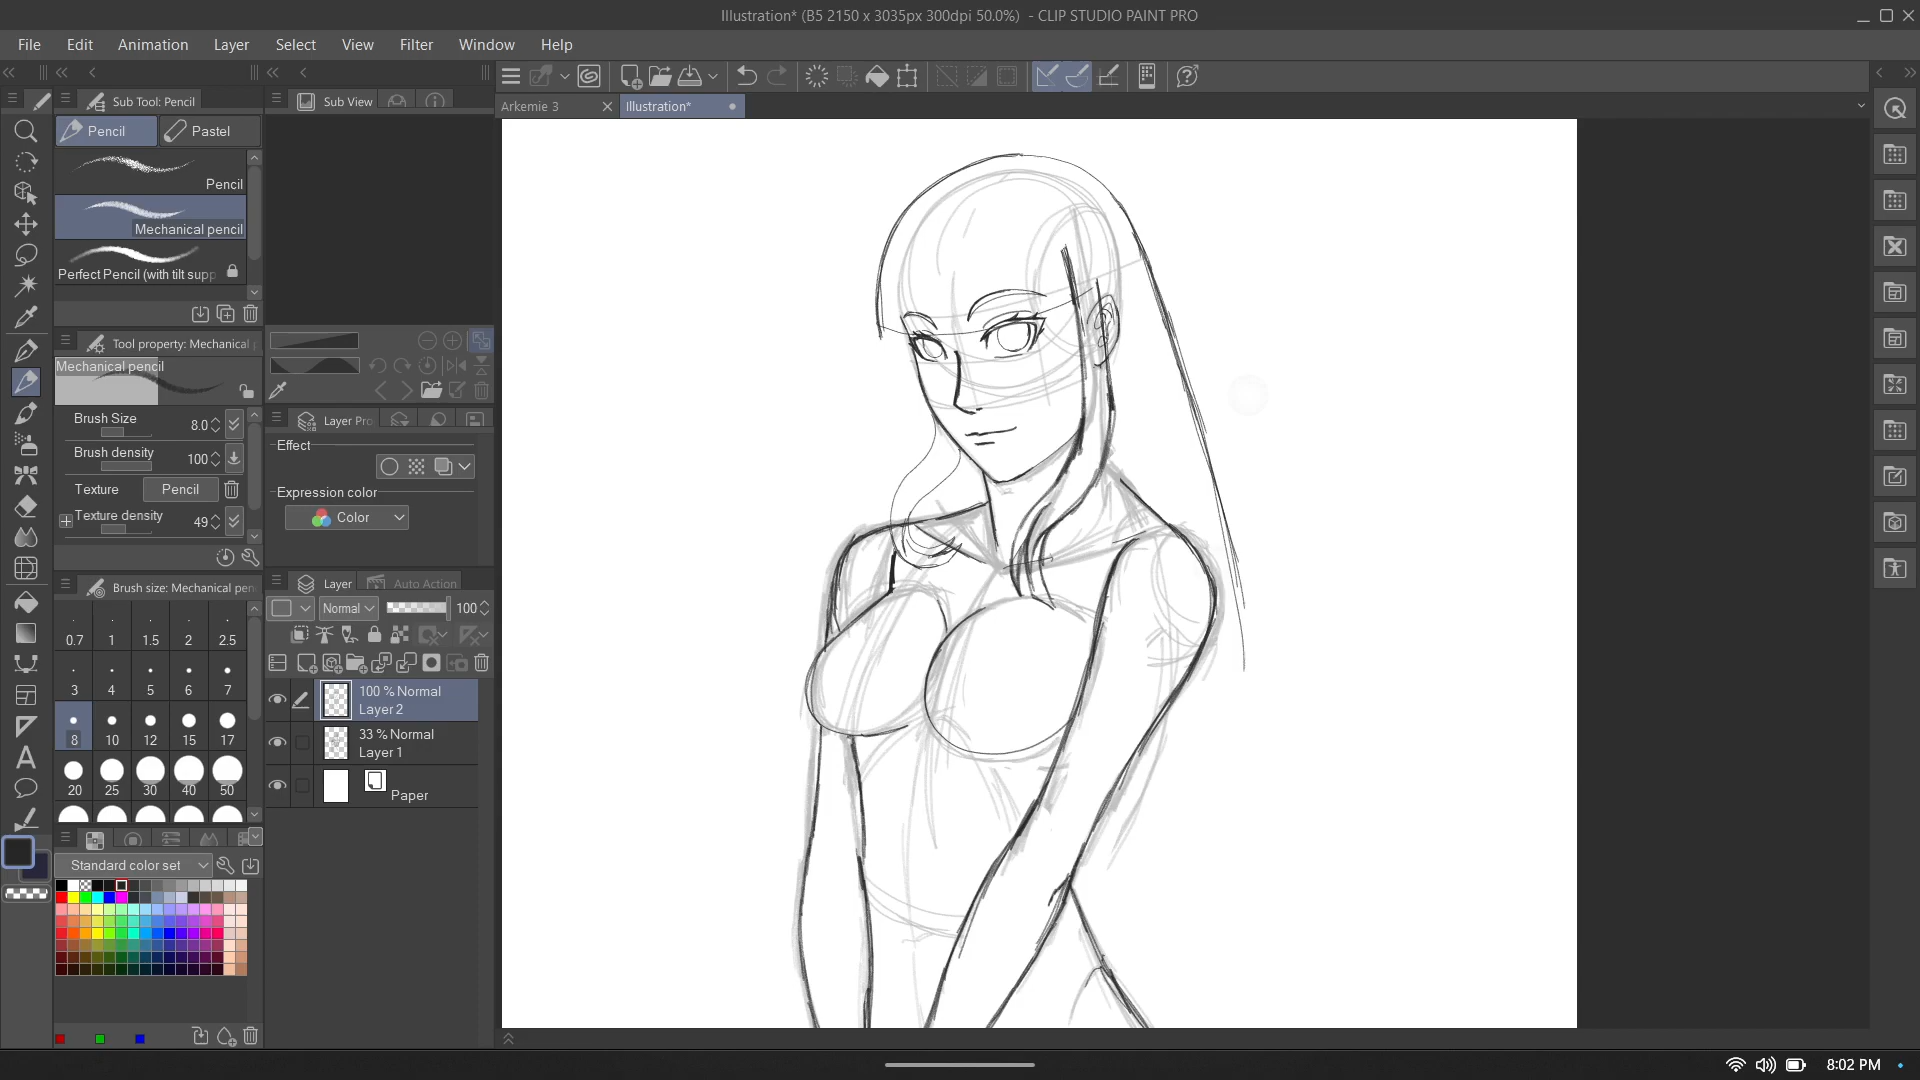 Illustration* (B5 2150 x 3035px 300dpi 50.0%) - CLIP STUDIO PAINT PRO
File Edit Animation Layer Select View Filter Window Help
Sub Tool: Pencil
Sub View
Arkemie 3
Illustration*
Pencil
Pastel
Pencil
Mechanical pencil
Perfect Pencil (with tilt supp
Tool property: Mechanical
Mechanical pencil
Brush Size 8.0
Brush density 100
Texture Pencil
Texture density 49
Layer Pro
Effect
Expression color
Color
Brush size: Mechanical pen
0.7 1 1.5 2 2.5
3 4 5 6 7
8 10 12 15 17
20 25 30 40 50
Layer
Auto Action
Normal 100
100 % Normal
Layer 2
33 % Normal
Layer 1
Paper
Standard color set
8:02 PM